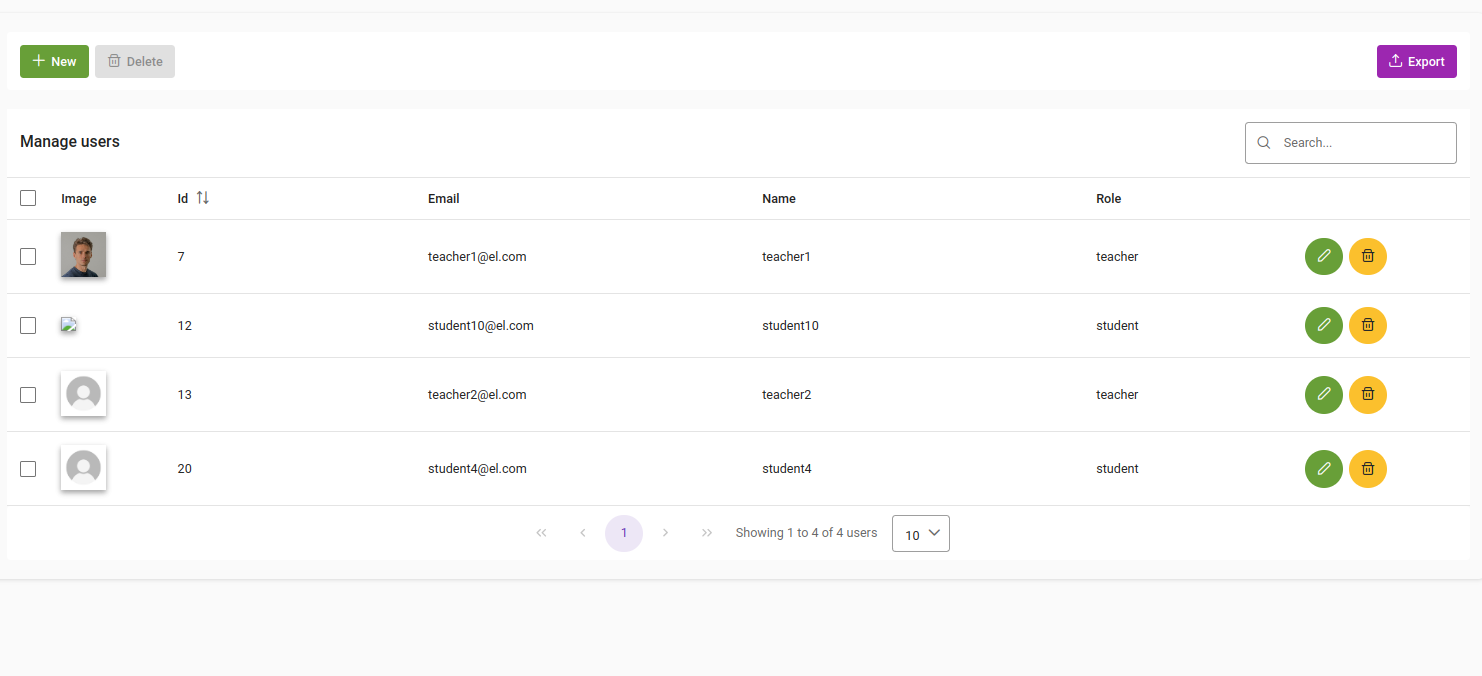 New Delete Export
Manage users Search...
Image Id Email Name Role
7 teacher1@el.com teacher1 teacher
12 student10@el.com student10 student
13 teacher2@el.com teacher2 teacher
20 student4@el.com student4 student
1 Showing 1 to 4 of 4 users 10